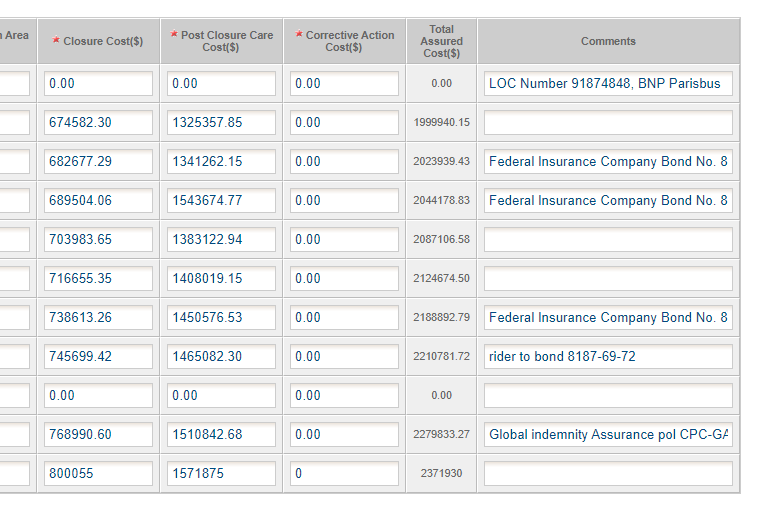 n Area * Closure Cost($) * Post Closure Care Cost($) * Corrective Action Cost($) Total Assured Cost($) Comments
0.00 0.00 0.00 0.00 LOC Number 91874848, BNP Parisbus
674582.30 1325357.85 0.00 1999940.15
682677.29 1341262.15 0.00 2023939.43 Federal Insurance Company Bond No. 8
689504.06 1543674.77 0.00 2044178.83 Federal Insurance Company Bond No. 8
703983.65 1383122.94 0.00 2087106.58
716655.35 1408019.15 0.00 2124674.50
738613.26 1450576.53 0.00 2188892.79 Federal Insurance Company Bond No. 8
745699.42 1465082.30 0.00 2210781.72 rider to bond 8187-69-72
0.00 0.00 0.00 0.00
768990.60 1510842.68 0.00 2279833.27 Global indemnity Assurance pol CPC-GA
800055 1571875 0 2371930